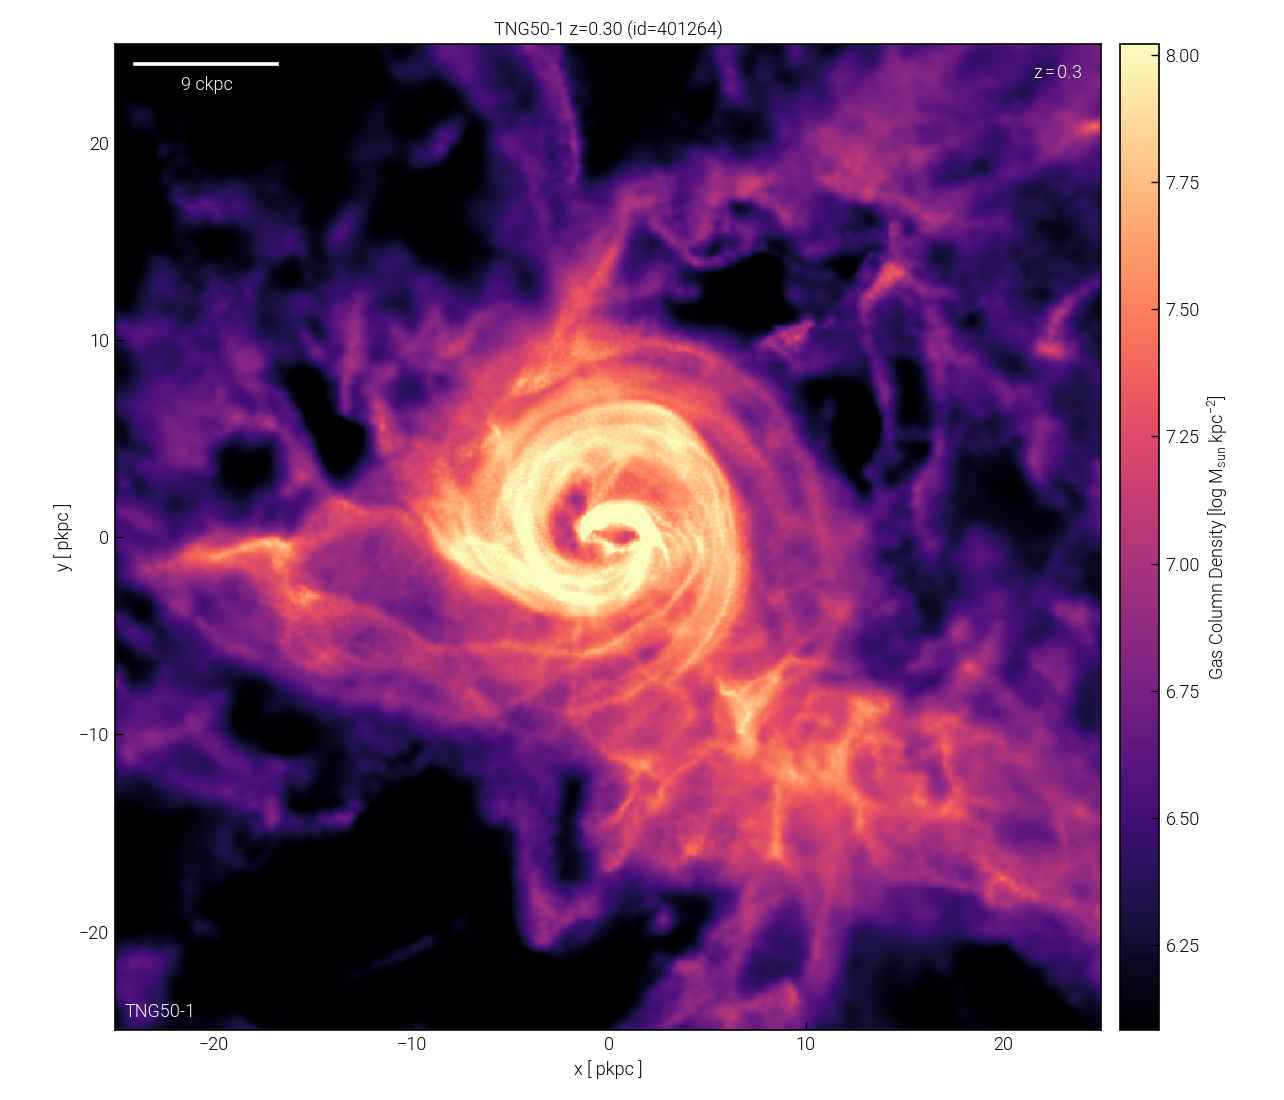 TNG50-1 z=0.30 (id=401264)
9 ckpc
z=0.3
20
10
0
−10
−20
y [ pkpc ]
TNG50-1
−20
−10
0
10
20
x [ pkpc ]
8.00
7.75
7.50
7.25
7.00
6.75
6.50
6.25
Gas Column Density [log M_sun kpc^−2]